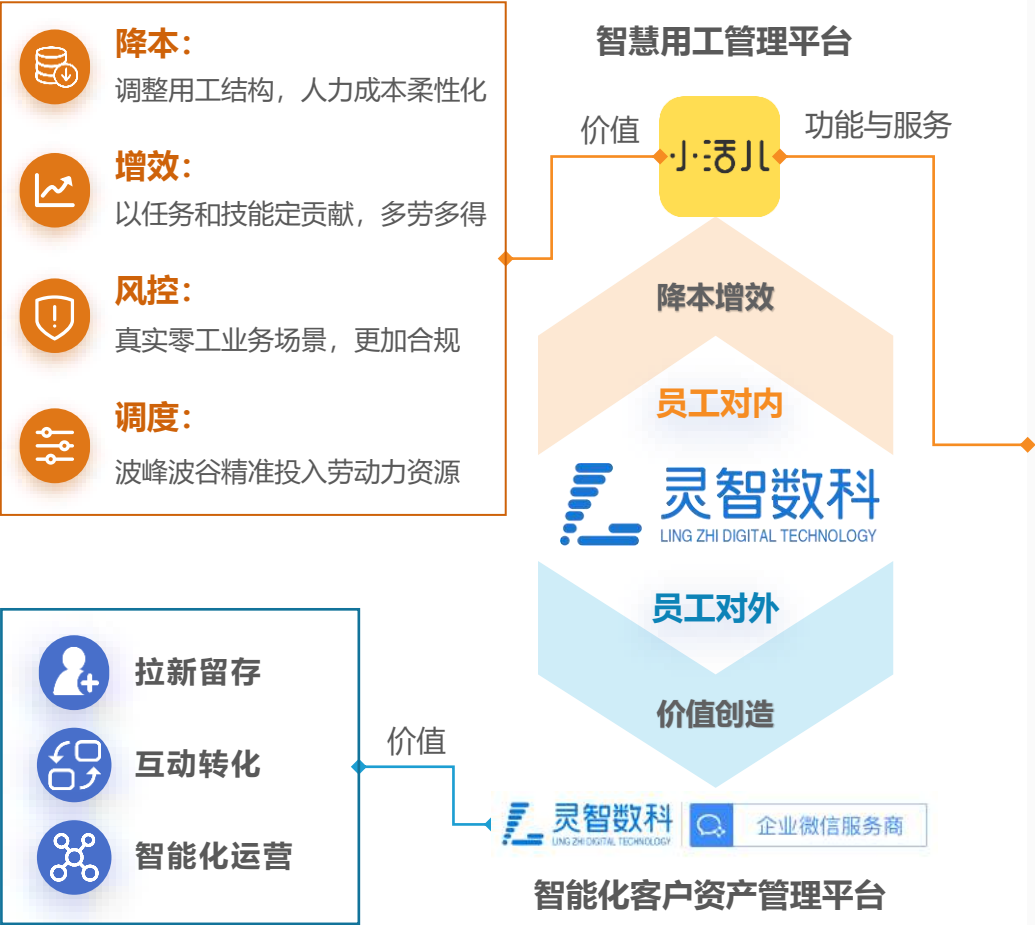 降本：
调整用工结构，人力成本柔性化
增效：
以任务和技能定贡献，多劳多得
风控：
真实零工业务场景，更加合规
调度：
波峰波谷精准投入劳动力资源
智慧用工管理平台
价值
小活儿
功能与服务
降本增效
员工对内
灵智数科
LING ZHI DIGITAL TECHNOLOGY
员工对外
价值创造
拉新留存
互动转化
智能化运营
价值
灵智数科
LING ZHI DIGITAL TECHNOLOGY
企业微信服务商
智能化客户资产管理平台